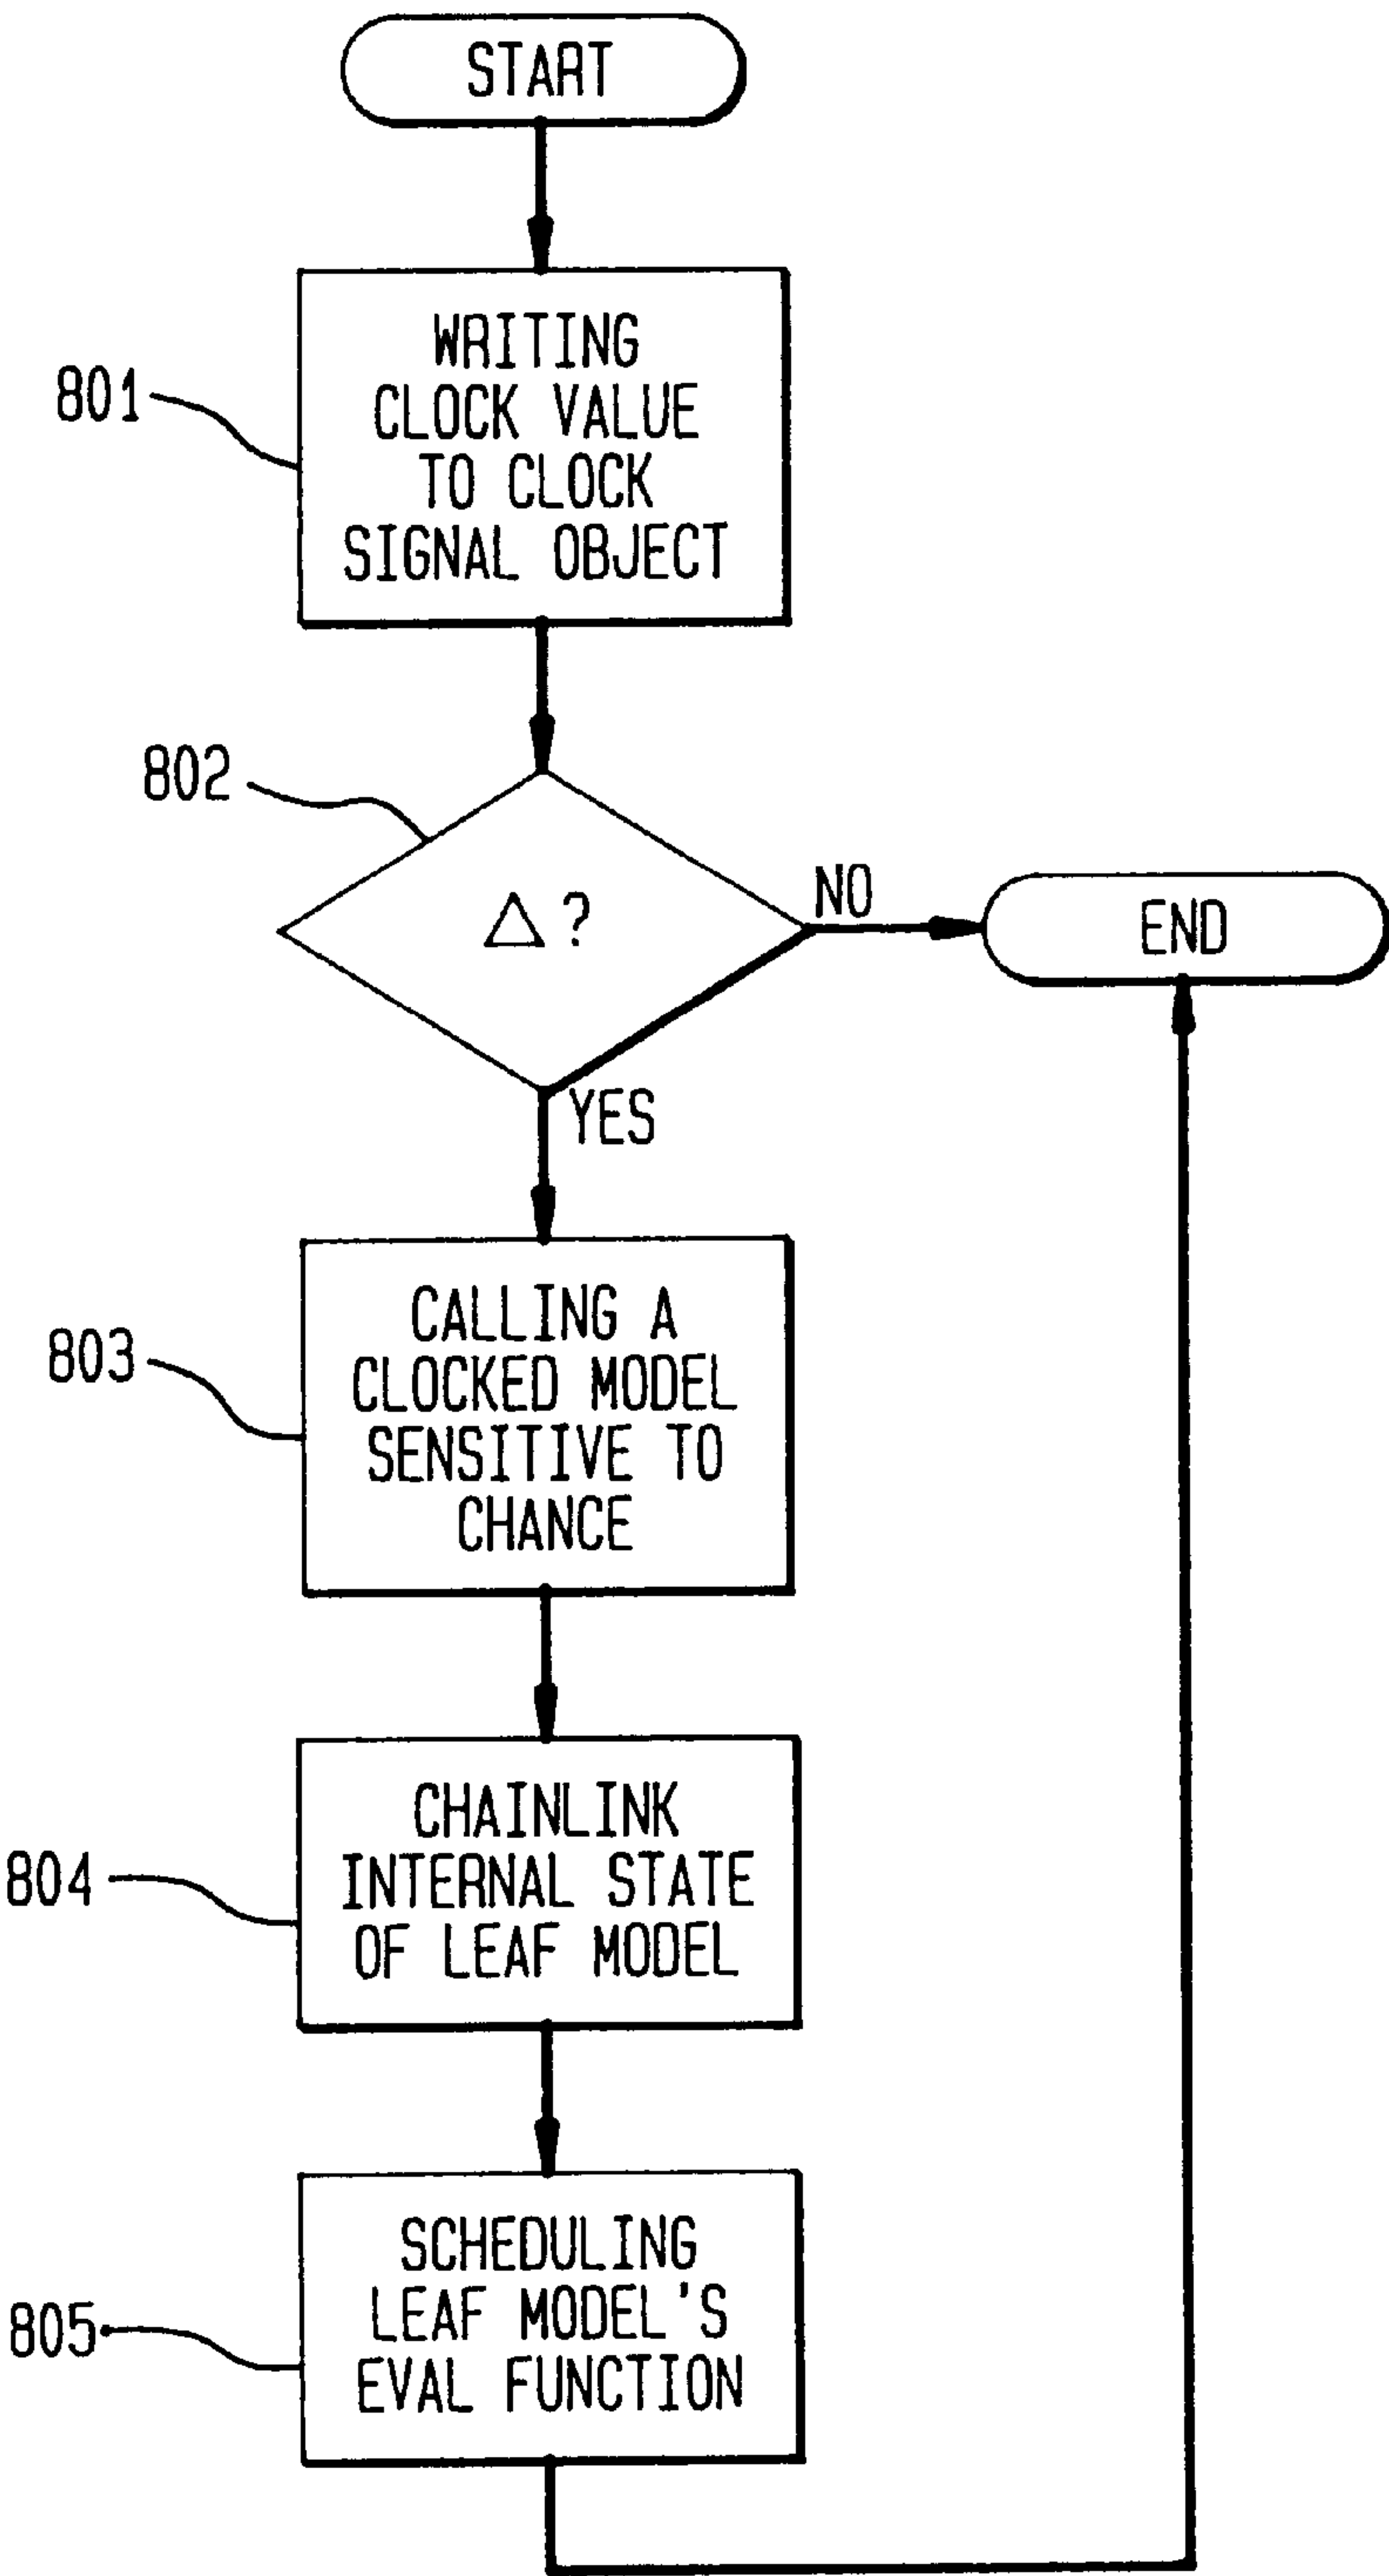 START
801
WRITING
CLOCK VALUE
TO CLOCK
SIGNAL OBJECT
802
△ ?
NO
END
YES
803
CALLING A
CLOCKED MODEL
SENSITIVE TO
CHANCE
804
CHAINLINK
INTERNAL STATE
OF LEAF MODEL
805
SCHEDULING
LEAF MODEL'S
EVAL FUNCTION